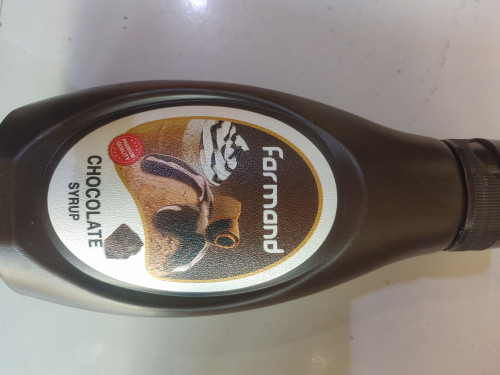 farmand
CHOCOLATE
SYRUP